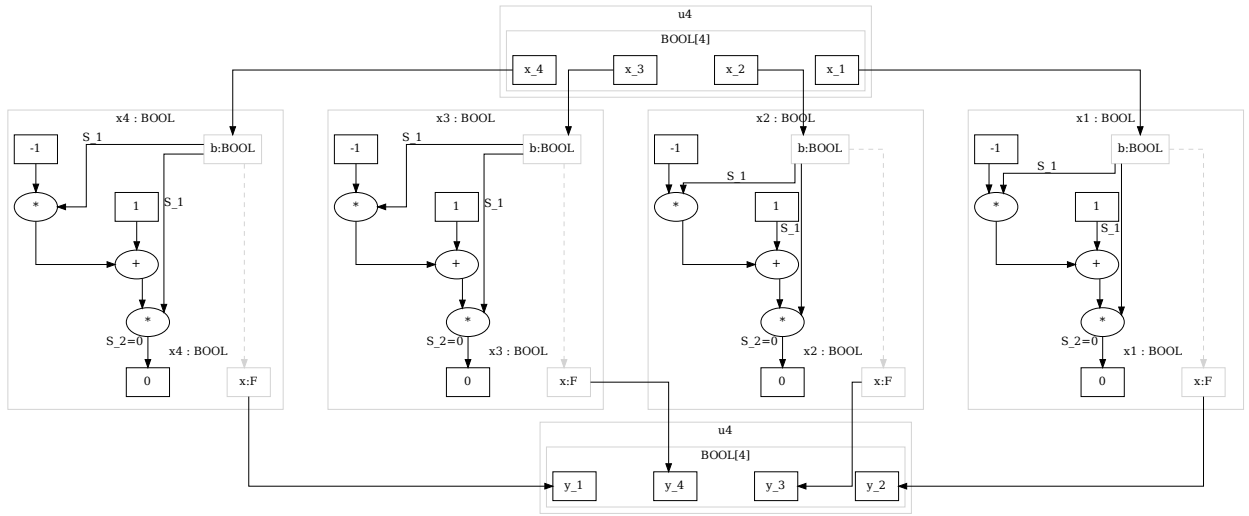 u4
BOOL[4]
x_4
x_3
x_2
x_1
x4 : BOOL
-1
S_1
b:BOOL
*
1
S_1
+
*
S_2=0
x4 : BOOL
0
x:F
x3 : BOOL
-1
S_1
b:BOOL
*
1
S_1
+
*
S_2=0
x3 : BOOL
0
x:F
x2 : BOOL
-1
b:BOOL
S_1
*
1
S_1
+
*
S_2=0
x2 : BOOL
0
x:F
x1 : BOOL
-1
b:BOOL
S_1
*
1
S_1
+
*
S_2=0
x1 : BOOL
0
x:F
u4
BOOL[4]
y_1
y_4
y_3
y_2